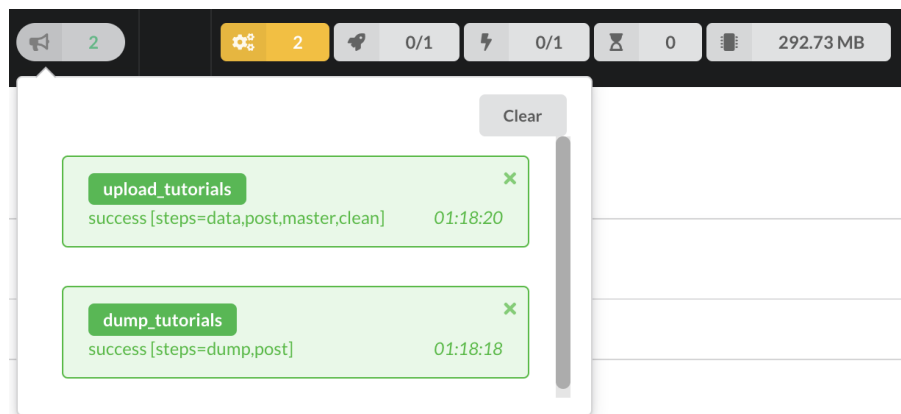 2
2
0/1
0/1
0
292.73 MB
Clear
upload_tutorials
success [steps=data,post,master,clean] 01:18:20
dump_tutorials
success [steps=dump,post] 01:18:18